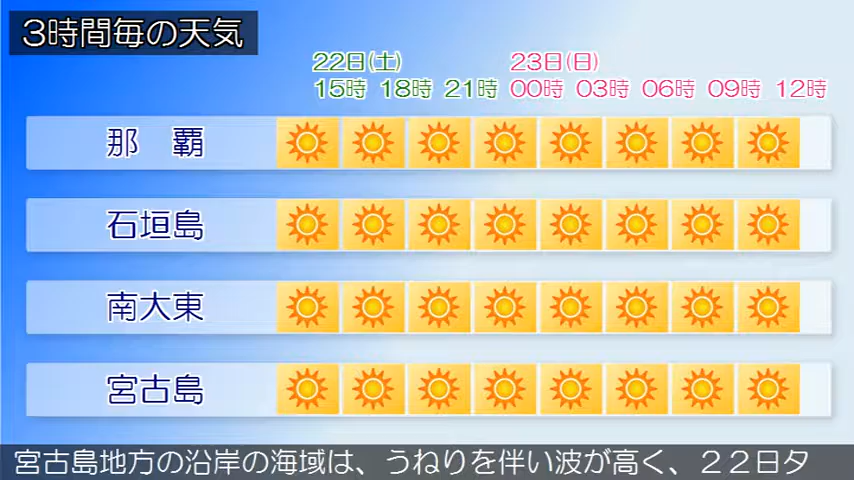 3時間毎の天気
22日(土) 23日(日)
15時 18時 21時 00時 03時 06時 09時 12時
那 覇
石垣島
南大東
宮古島
宮古島地方の沿岸の海域は、うねりを伴い波が高く、２２日夕